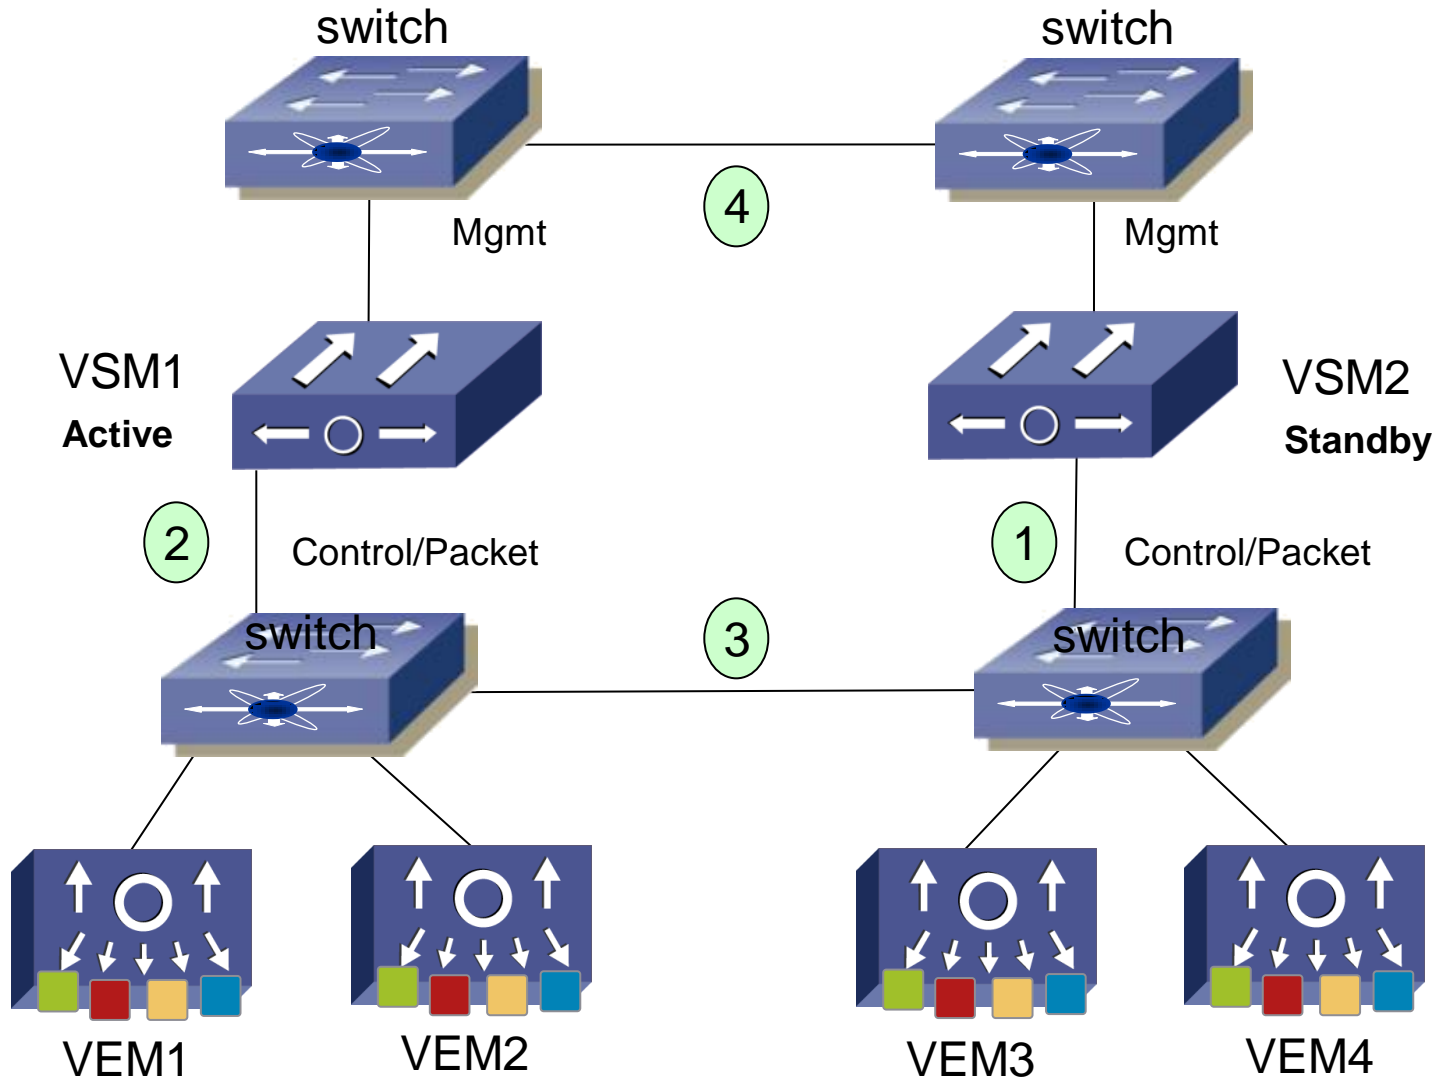 switch
switch
4
Mgmt
Mgmt
VSM1
Active
VSM2
Standby
2
Control/Packet
1
Control/Packet
switch
3
switch
VEM1
VEM2
VEM3
VEM4